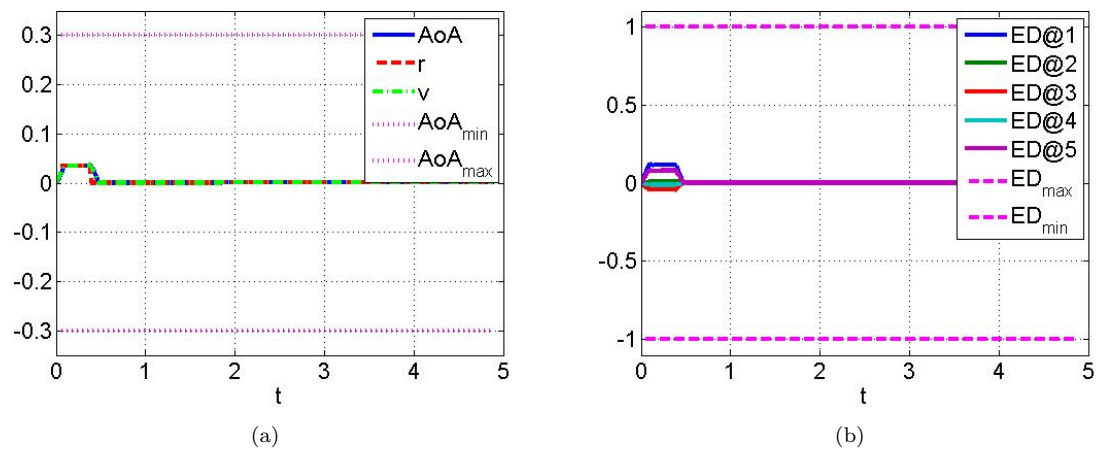 0.3
0.2
0.1
0
-0.1
-0.2
-0.3
0 1 2 3 4 5
t
AoA
r
v
AoA_min
AoA_max
(a)
1
0.5
0
-0.5
-1
0 1 2 3 4 5
t
ED@1
ED@2
ED@3
ED@4
ED@5
ED_max
ED_min
(b)